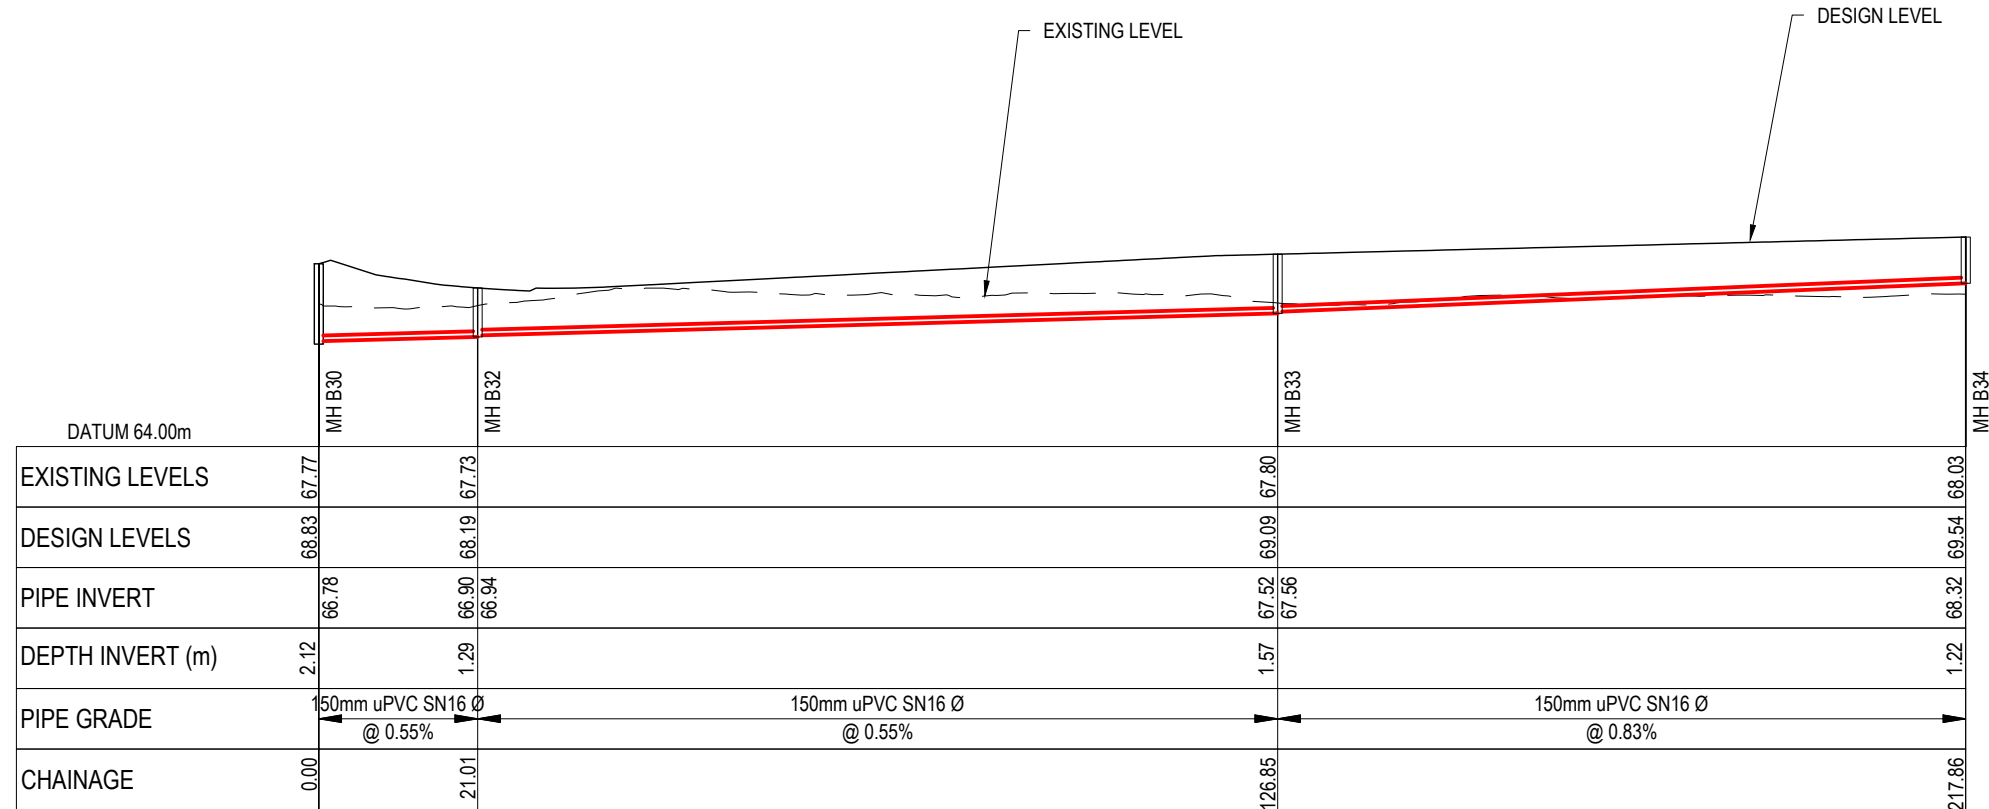 EXISTING LEVEL
DESIGN LEVEL
MH B30
MH B32
MH B33
MH B34
DATUM 64.00m
EXISTING LEVELS 67.77 67.73 67.80 68.03
DESIGN LEVELS 68.83 68.19 69.09 69.54
PIPE INVERT 66.78 66.90 66.94 67.52 67.56 68.32
DEPTH INVERT (m) 2.12 1.29 1.57 1.22
PIPE GRADE
150mm uPVC SN16 Ø
@ 0.55%
150mm uPVC SN16 Ø
@ 0.55%
150mm uPVC SN16 Ø
@ 0.83%
CHAINAGE 0.00 21.01 126.85 217.86